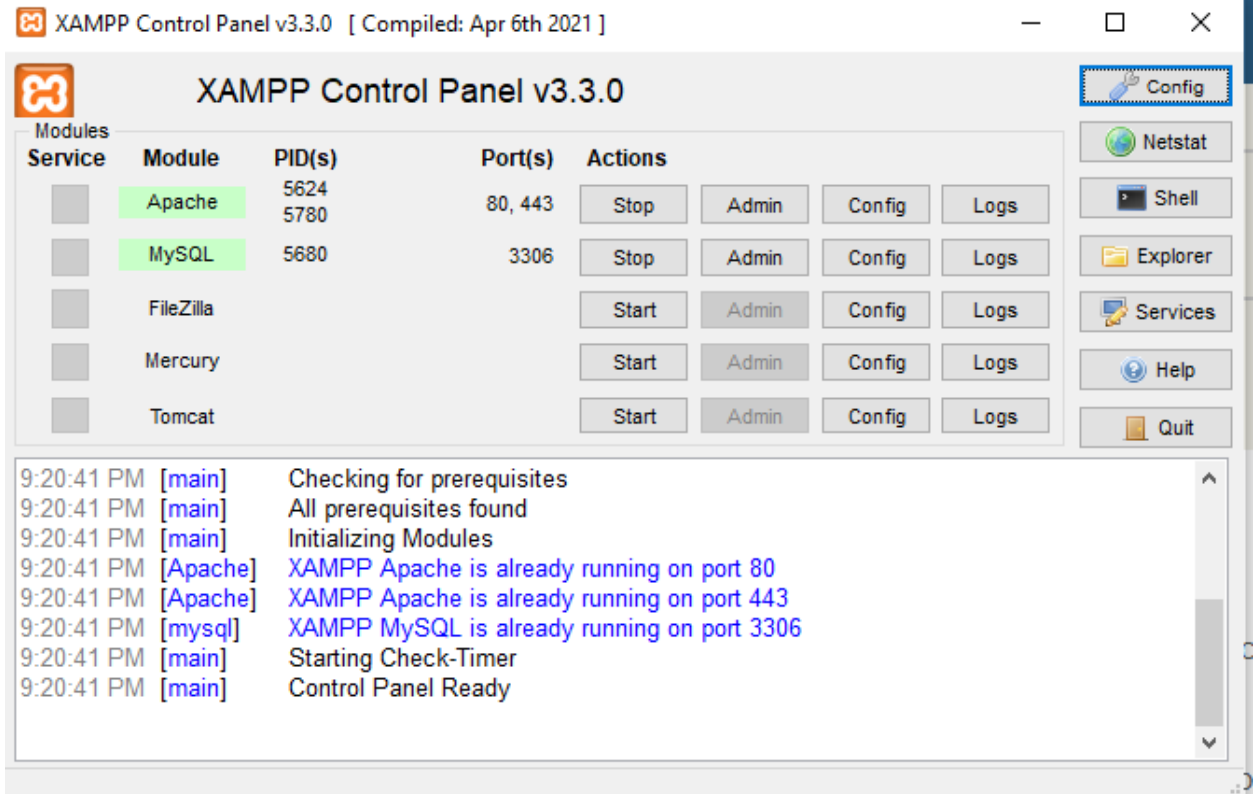 XAMPP Control Panel v3.3.0 [ Compiled: Apr 6th 2021 ]
XAMPP Control Panel v3.3.0
Config
Modules
Service Module PID(s) Port(s) Actions
Netstat
Apache 5624 5780 80, 443 Stop Admin Config Logs
Shell
MySQL 5680 3306 Stop Admin Config Logs
Explorer
FileZilla Start Admin Config Logs
Services
Mercury Start Admin Config Logs
Help
Tomcat Start Admin Config Logs
Quit
9:20:41 PM [main] Checking for prerequisites
9:20:41 PM [main] All prerequisites found
9:20:41 PM [main] Initializing Modules
9:20:41 PM [Apache] XAMPP Apache is already running on port 80
9:20:41 PM [Apache] XAMPP Apache is already running on port 443
9:20:41 PM [mysql] XAMPP MySQL is already running on port 3306
9:20:41 PM [main] Starting Check-Timer
9:20:41 PM [main] Control Panel Ready